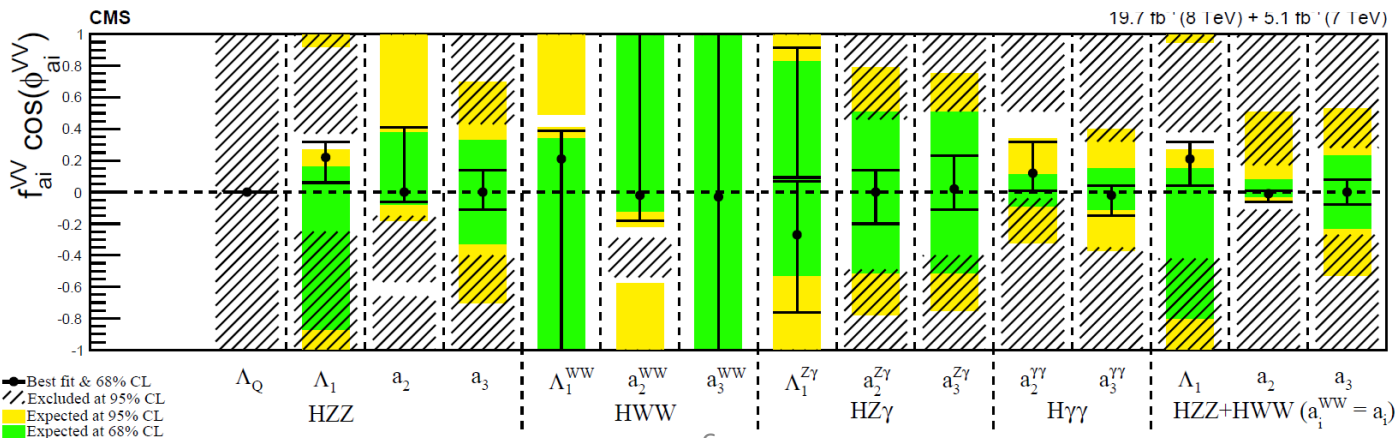 CMS 19.7 fb⁻¹ (8 TeV) + 5.1 fb⁻¹ (7 TeV)
f_ai^VV cos(ϕ_ai^VV)
1
0.8
0.6
0.4
0.2
0
-0.2
-0.4
-0.6
-0.8
-1
Λ_Q Λ_1 a_2 a_3 Λ_1^WW a_2^WW a_3^WW Λ_1^Zγ a_2^Zγ a_3^Zγ a_2^γγ a_3^γγ Λ_1 a_2 a_3
HZZ HWW HZγ Hγγ HZZ+HWW (a_i^WW = a_i)
Best fit & 68% CL
Excluded at 95% CL
Expected at 95% CL
Expected at 68% CL